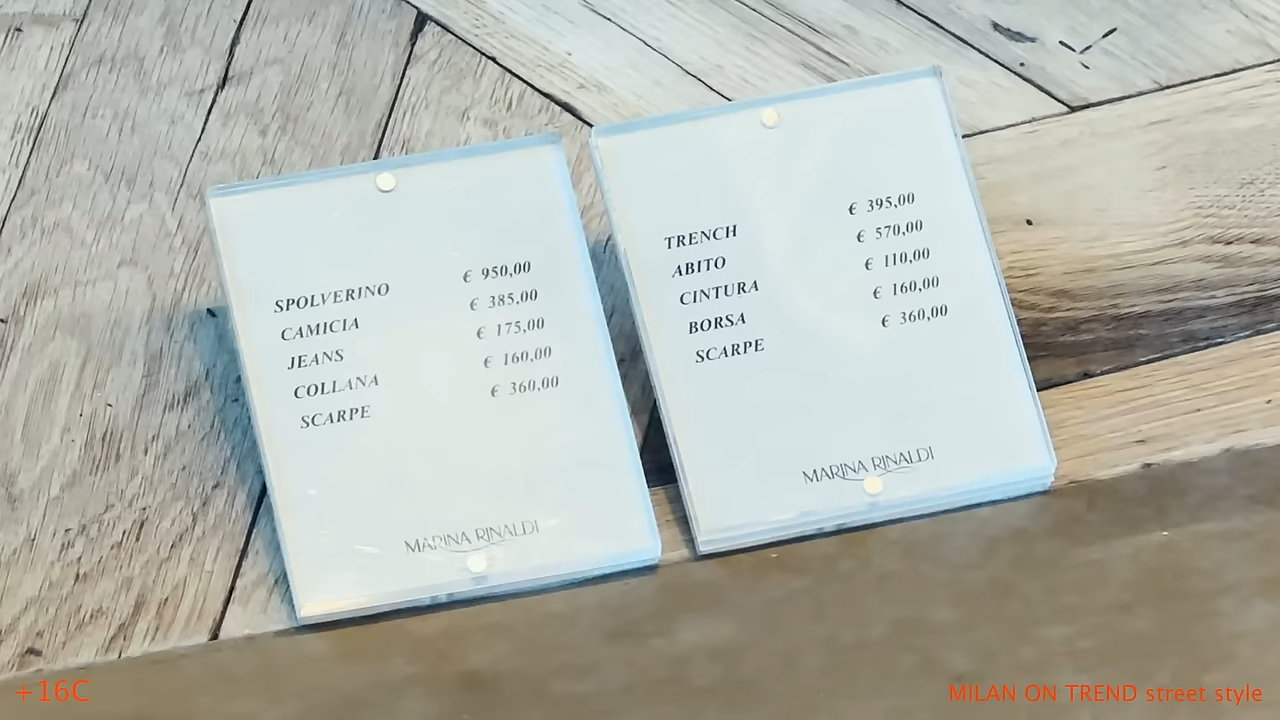 SPOLVERINO € 950,00
CAMICIA € 385,00
JEANS € 175,00
COLLANA € 160,00
SCARPE € 360,00
MARINA RINALDI
TRENCH € 395,00
ABITO € 570,00
CINTURA € 110,00
BORSA € 160,00
SCARPE € 360,00
MARINA RINALDI
+16C
MILAN ON TREND street style